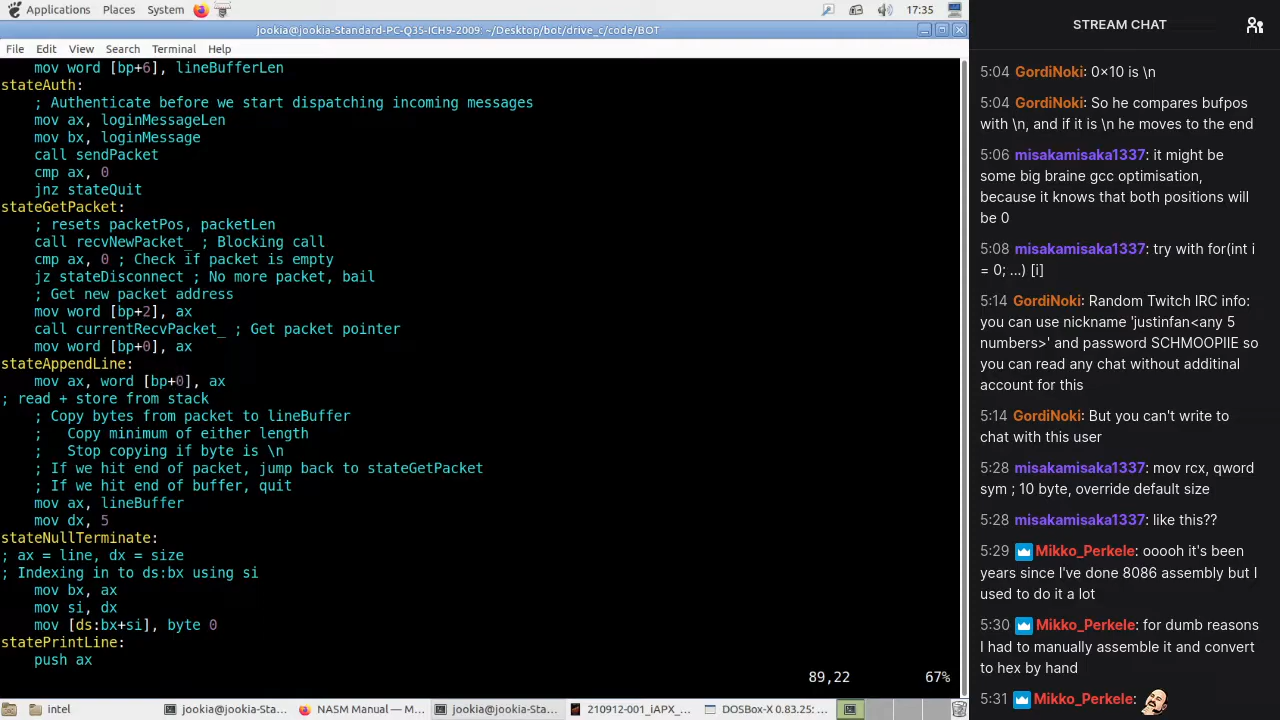 Applications Places System 17:35
jookia@jookia-Standard-PC-Q35-ICH9-2009: ~/Desktop/bot/drive_c/code/BOT
File Edit View Search Terminal Help
mov word [bp+6], lineBufferLen
stateAuth:
; Authenticate before we start dispatching incoming messages
mov ax, loginMessageLen
mov bx, loginMessage
call sendPacket
cmp ax, 0
jnz stateQuit
stateGetPacket:
; resets packetPos, packetLen
call recvNewPacket_ ; Blocking call
cmp ax, 0 ; Check if packet is empty
jz stateDisconnect ; No more packet, bail
; Get new packet address
mov word [bp+2], ax
call currentRecvPacket_ ; Get packet pointer
mov word [bp+0], ax
stateAppendLine:
mov ax, word [bp+0], ax
; read + store from stack
; Copy bytes from packet to lineBuffer
;   Copy minimum of either length
;   Stop copying if byte is \n
; If we hit end of packet, jump back to stateGetPacket
; If we hit end of buffer, quit
mov ax, lineBuffer
mov dx, 5
stateNullTerminate:
; ax = line, dx = size
; Indexing in to ds:bx using si
mov bx, ax
mov si, dx
mov [ds:bx+si], byte 0
statePrintLine:
push ax
89,22 67%
intel jookia@jookia-Sta... NASM Manual — M... jookia@jookia-Sta... 210912-001_iAPX_... DOSBox-X 0.83.25: ...
STREAM CHAT
5:04 GordiNoki: 0x10 is \n
5:04 GordiNoki: So he compares bufpos
with \n, and if it is \n he moves to the end
5:06 misakamisaka1337: it might be
some big braine gcc optimisation,
because it knows that both positions will
be 0
5:08 misakamisaka1337: try with for(int i
= 0; ...) [i]
5:14 GordiNoki: Random Twitch IRC info:
you can use nickname 'justinfan<any 5
numbers>' and password SCHMOOPIIE so
you can read any chat without additinal
account for this
5:14 GordiNoki: But you can't write to
chat with this user
5:28 misakamisaka1337: mov rcx, qword
sym ; 10 byte, override default size
5:28 misakamisaka1337: like this??
5:29 Mikko_Perkele: ooooh it's been
years since I've done 8086 assembly but I
used to do it a lot
5:30 Mikko_Perkele: for dumb reasons
I had to manually assemble it and convert
to hex by hand
5:31 Mikko_Perkele: